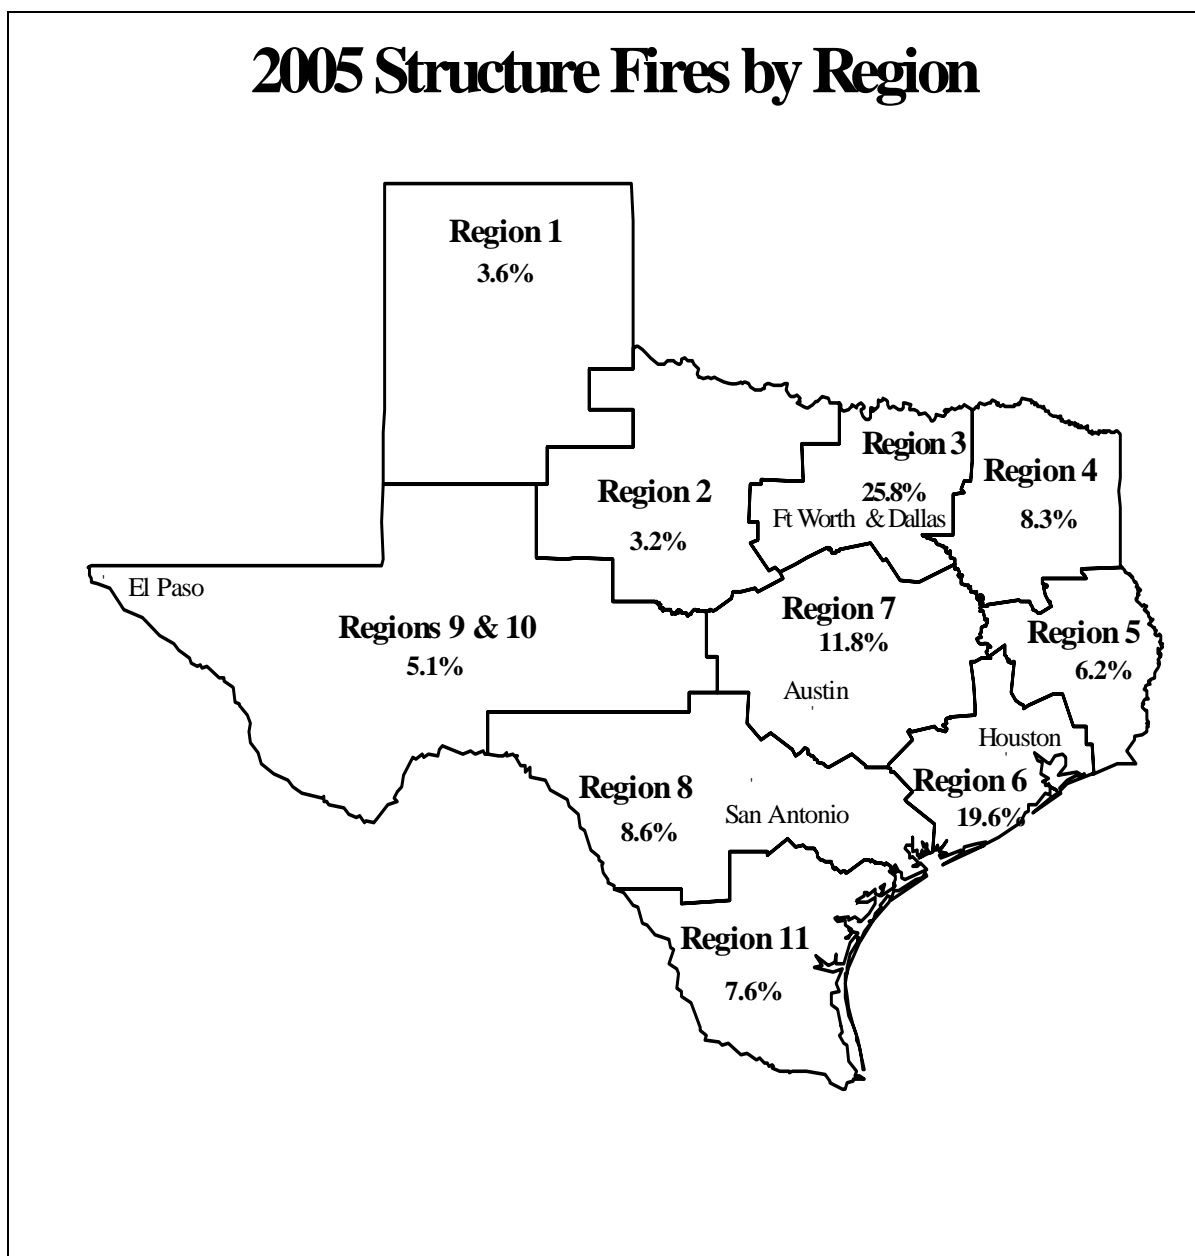 2005 Structure Fires by Region
Region 1
3.6%
Region 3
Region 4
Region 2
25.8%
8.3%
Ft Worth & Dallas
3.2%
El Paso
Region 7
Regions 9 & 10
Region 5
11.8%
5.1%
6.2%
Austin
Houston
Region 6
Region 8
19.6%
San Antonio
8.6%
Region 11
7.6%